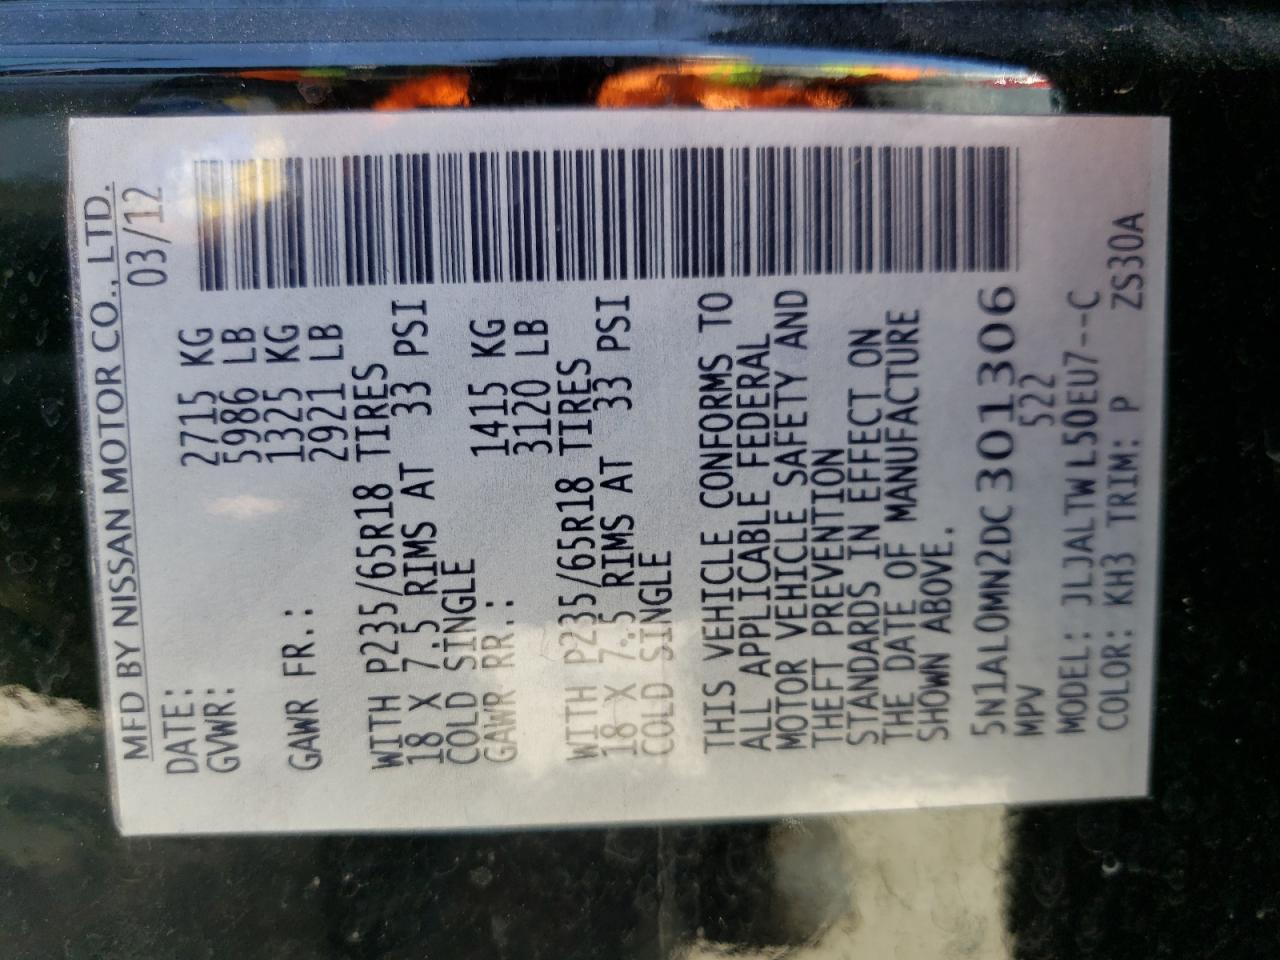 MFD BY NISSAN MOTOR CO., LTD.
DATE: 03/12
GVWR: 2715 KG
5986 LB
1325 KG
GAWR FR.: 2921 LB
WITH P235/65R18 TIRES
18 X 7.5 RIMS AT 33 PSI
COLD SINGLE
GAWR RR.: 1415 KG
3120 LB
WITH P235/65R18 TIRES
18 X 7.5 RIMS AT 33 PSI
COLD SINGLE
THIS VEHICLE CONFORMS TO
ALL APPLICABLE FEDERAL
MOTOR VEHICLE SAFETY AND
THEFT PREVENTION
STANDARDS IN EFFECT ON
THE DATE OF MANUFACTURE
SHOWN ABOVE.
5N1AL0MN2DC301306
MPV 522
MODEL: JLJALTWL50EU7--C
COLOR: KH3 TRIM: P ZS30A